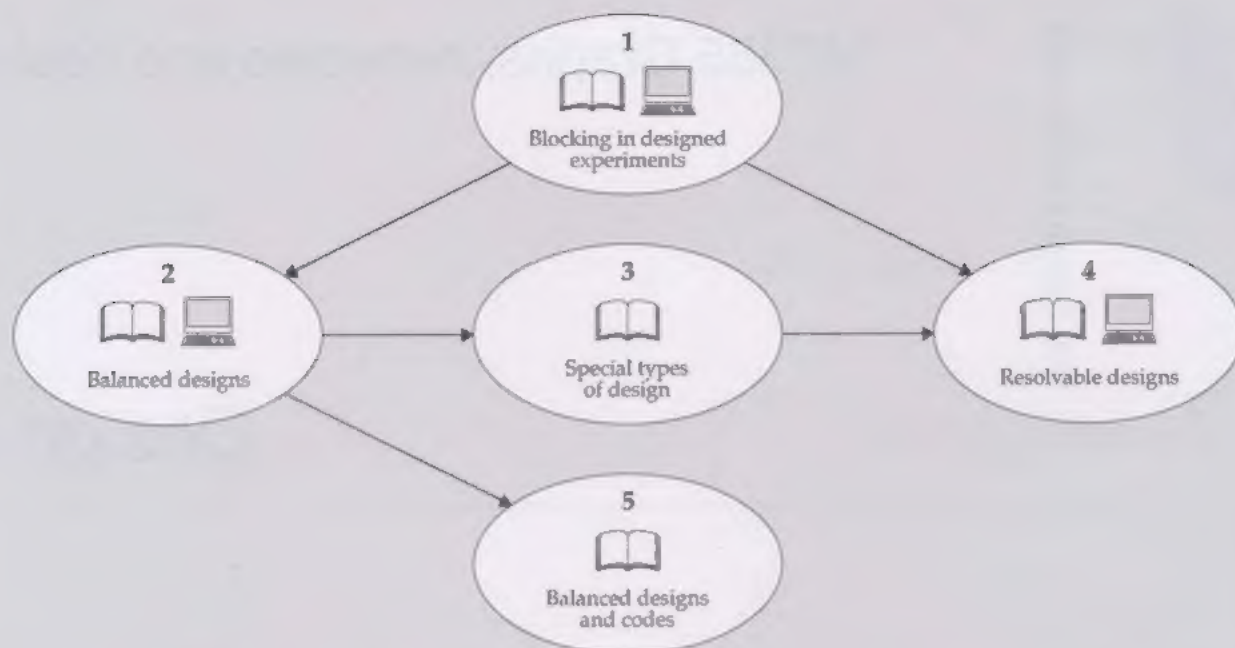 1
Blocking in designed
experiments
2
Balanced designs
3
Special types
of design
4
Resolvable designs
5
Balanced designs
and codes